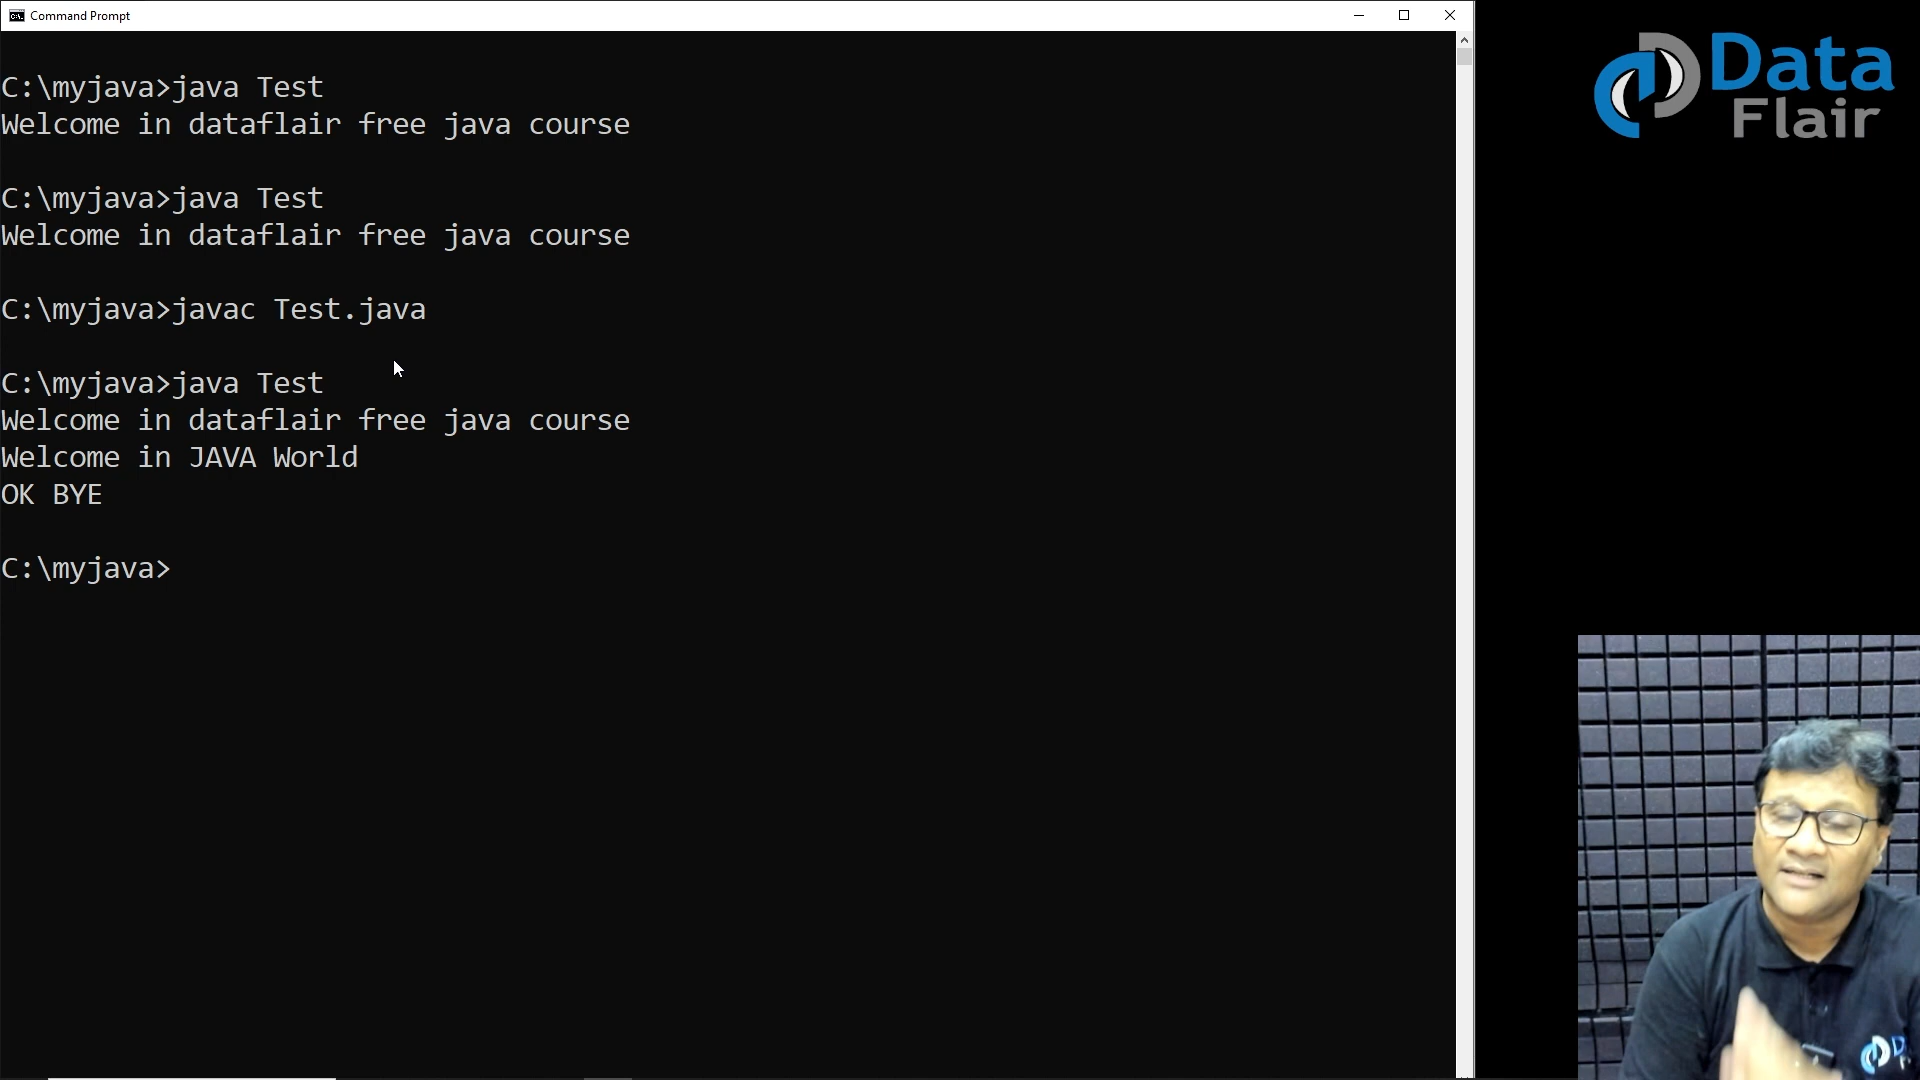 Command Prompt
C:\myjava>java Test
Welcome in dataflair free java course
C:\myjava>java Test
Welcome in dataflair free java course
C:\myjava>javac Test.java
C:\myjava>java Test
Welcome in dataflair free java course
Welcome in JAVA World
OK BYE
C:\myjava>
Data
Flair